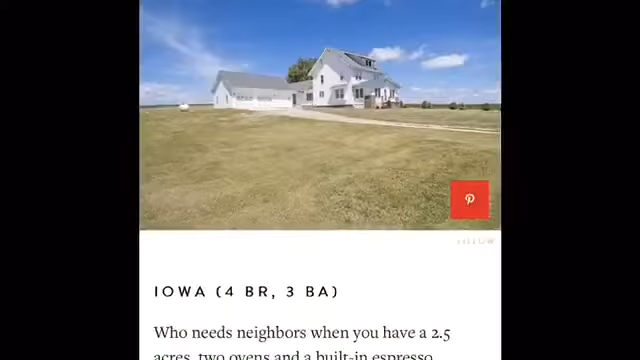 ZILLOW
IOWA (4 BR, 3 BA)
Who needs neighbors when you have a 2.5
acres, two ovens and a built-in espresso